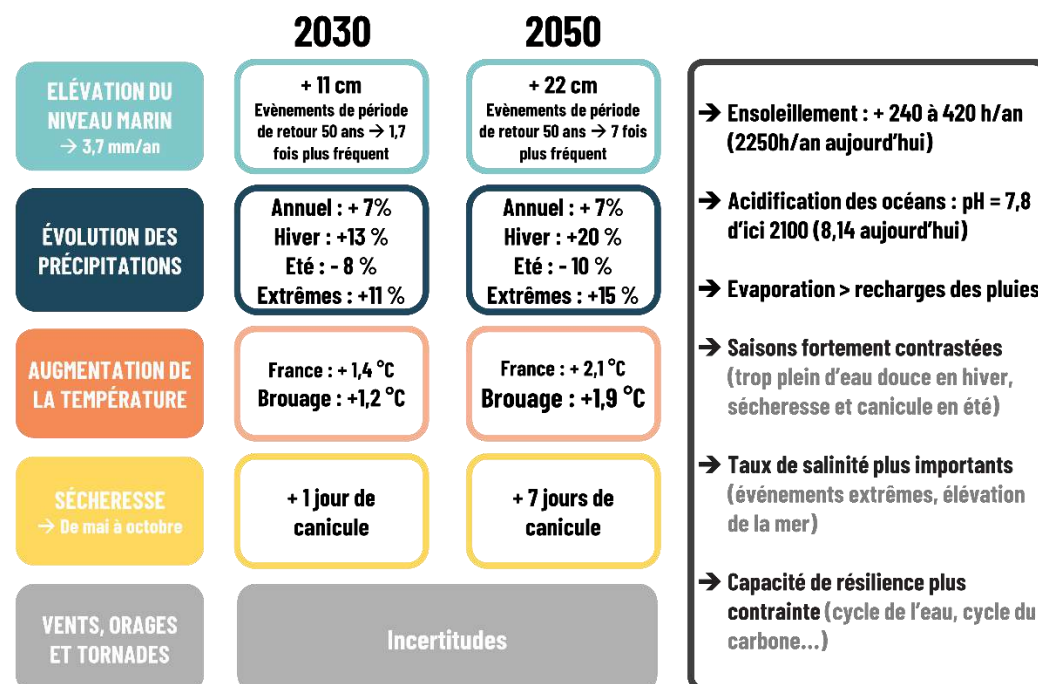 2030
2050
ELÉVATION DU
NIVEAU MARIN
→ 3,7 mm/an
+ 11 cm
Evènements de période
de retour 50 ans → 1,7
fois plus fréquent
+ 22 cm
Evènements de période
de retour 50 ans → 7 fois
plus fréquent
ÉVOLUTION DES
PRÉCIPITATIONS
Annuel : + 7%
Hiver : +13 %
Eté : - 8 %
Extrêmes : +11 %
Annuel : + 7%
Hiver : +20 %
Eté : - 10 %
Extrêmes : +15 %
AUGMENTATION DE
LA TEMPÉRATURE
France : + 1,4 °C
Brouage : +1,2 °C
France : + 2,1 °C
Brouage : +1,9 °C
SÉCHERESSE
→ De mai à octobre
+ 1 jour de
canicule
+ 7 jours de
canicule
VENTS, ORAGES
ET TORNADES
Incertitudes
→ Ensoleillement : + 240 à 420 h/an
(2250h/an aujourd'hui)
→ Acidification des océans : pH = 7,8
d'ici 2100 (8,14 aujourd'hui)
→ Evaporation > recharges des pluies
→ Saisons fortement contrastées
(trop plein d'eau douce en hiver,
sécheresse et canicule en été)
→ Taux de salinité plus importants
(événements extrêmes, élévation
de la mer)
→ Capacité de résilience plus
contrainte (cycle de l'eau, cycle du
carbone...)